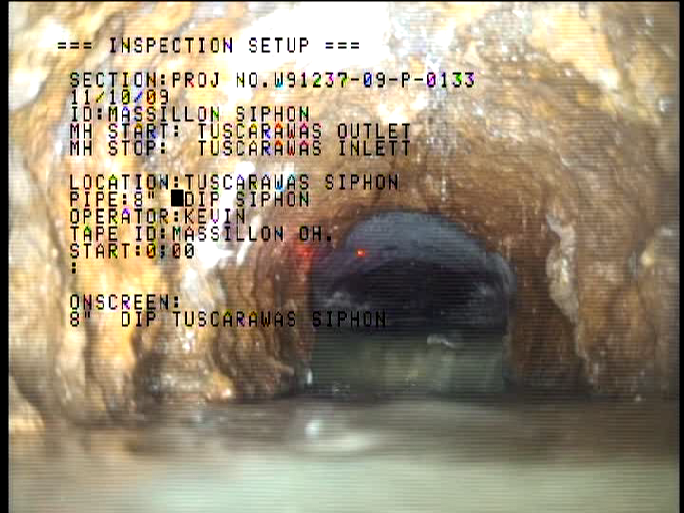 === INSPECTION SETUP ===
SECTION:PROJ NO.W91237-09-P-0133
11/10/09
ID:MASSILLON SIPHON
MH START: TUSCARAWAS OUTLET
MH STOP: TUSCARAWAS INLETT
LOCATION:TUSCARAWAS SIPHON
PIPE:8" DIP SIPHON
OPERATOR:KEVIN
TAPE ID:MASSILLON OH.
START:0;00
:
ONSCREEN:
8" DIP TUSCARAWAS SIPHON